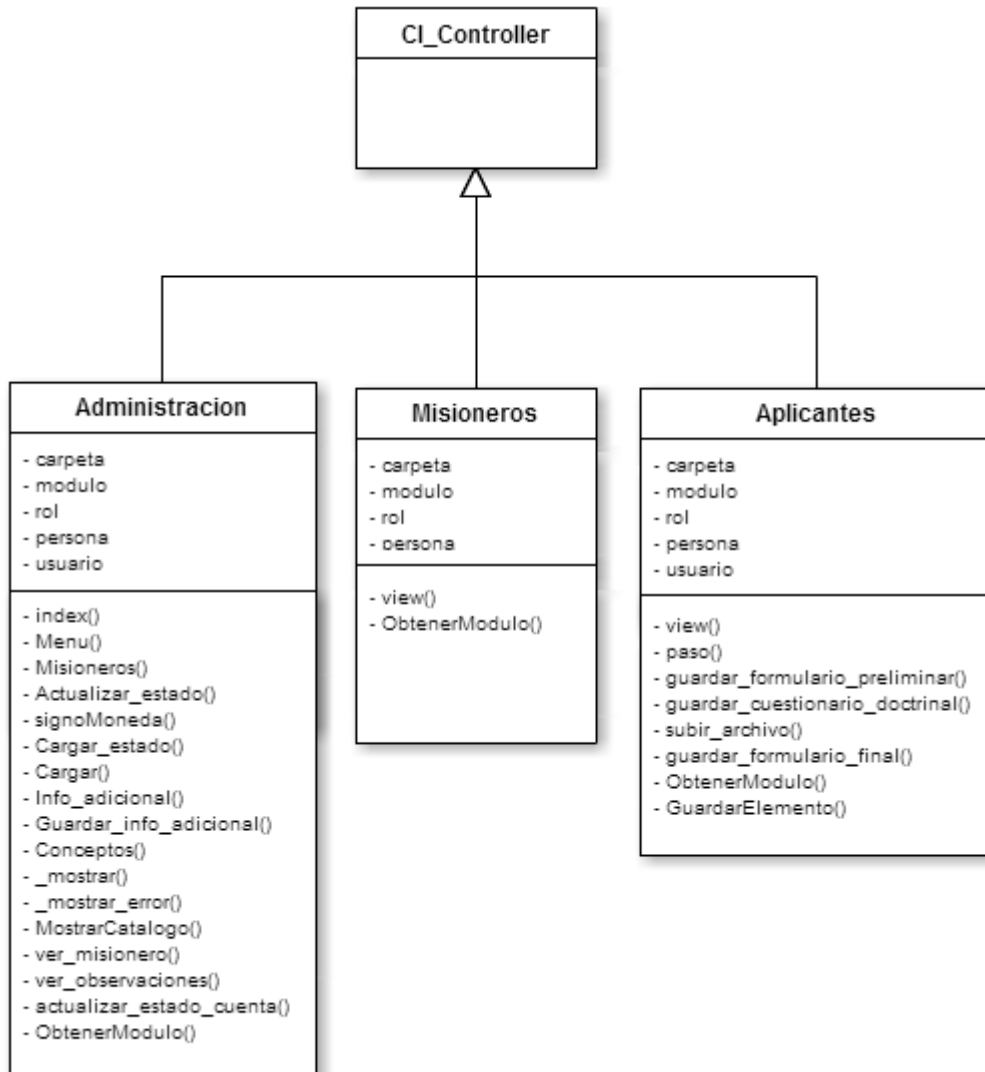 CI_Controller
Administracion
- carpeta
- modulo
- rol
- persona
- usuario
- index()
- Menu()
- Misioneros()
- Actualizar_estado()
- signoMoneda()
- Cargar_estado()
- Cargar()
- Info_adicional()
- Guardar_info_adicional()
- Conceptos()
- _mostrar()
- _mostrar_error()
- MostrarCatalogo()
- ver_misionero()
- ver_observaciones()
- actualizar_estado_cuenta()
- ObtenerModulo()
Misioneros
- carpeta
- modulo
- rol
- persona
- view()
- ObtenerModulo()
Aplicantes
- carpeta
- modulo
- rol
- persona
- usuario
- view()
- paso()
- guardar_formulario_preliminar()
- guardar_cuestionario_doctrinal()
- subir_archivo()
- guardar_formulario_final()
- ObtenerModulo()
- GuardarElemento()